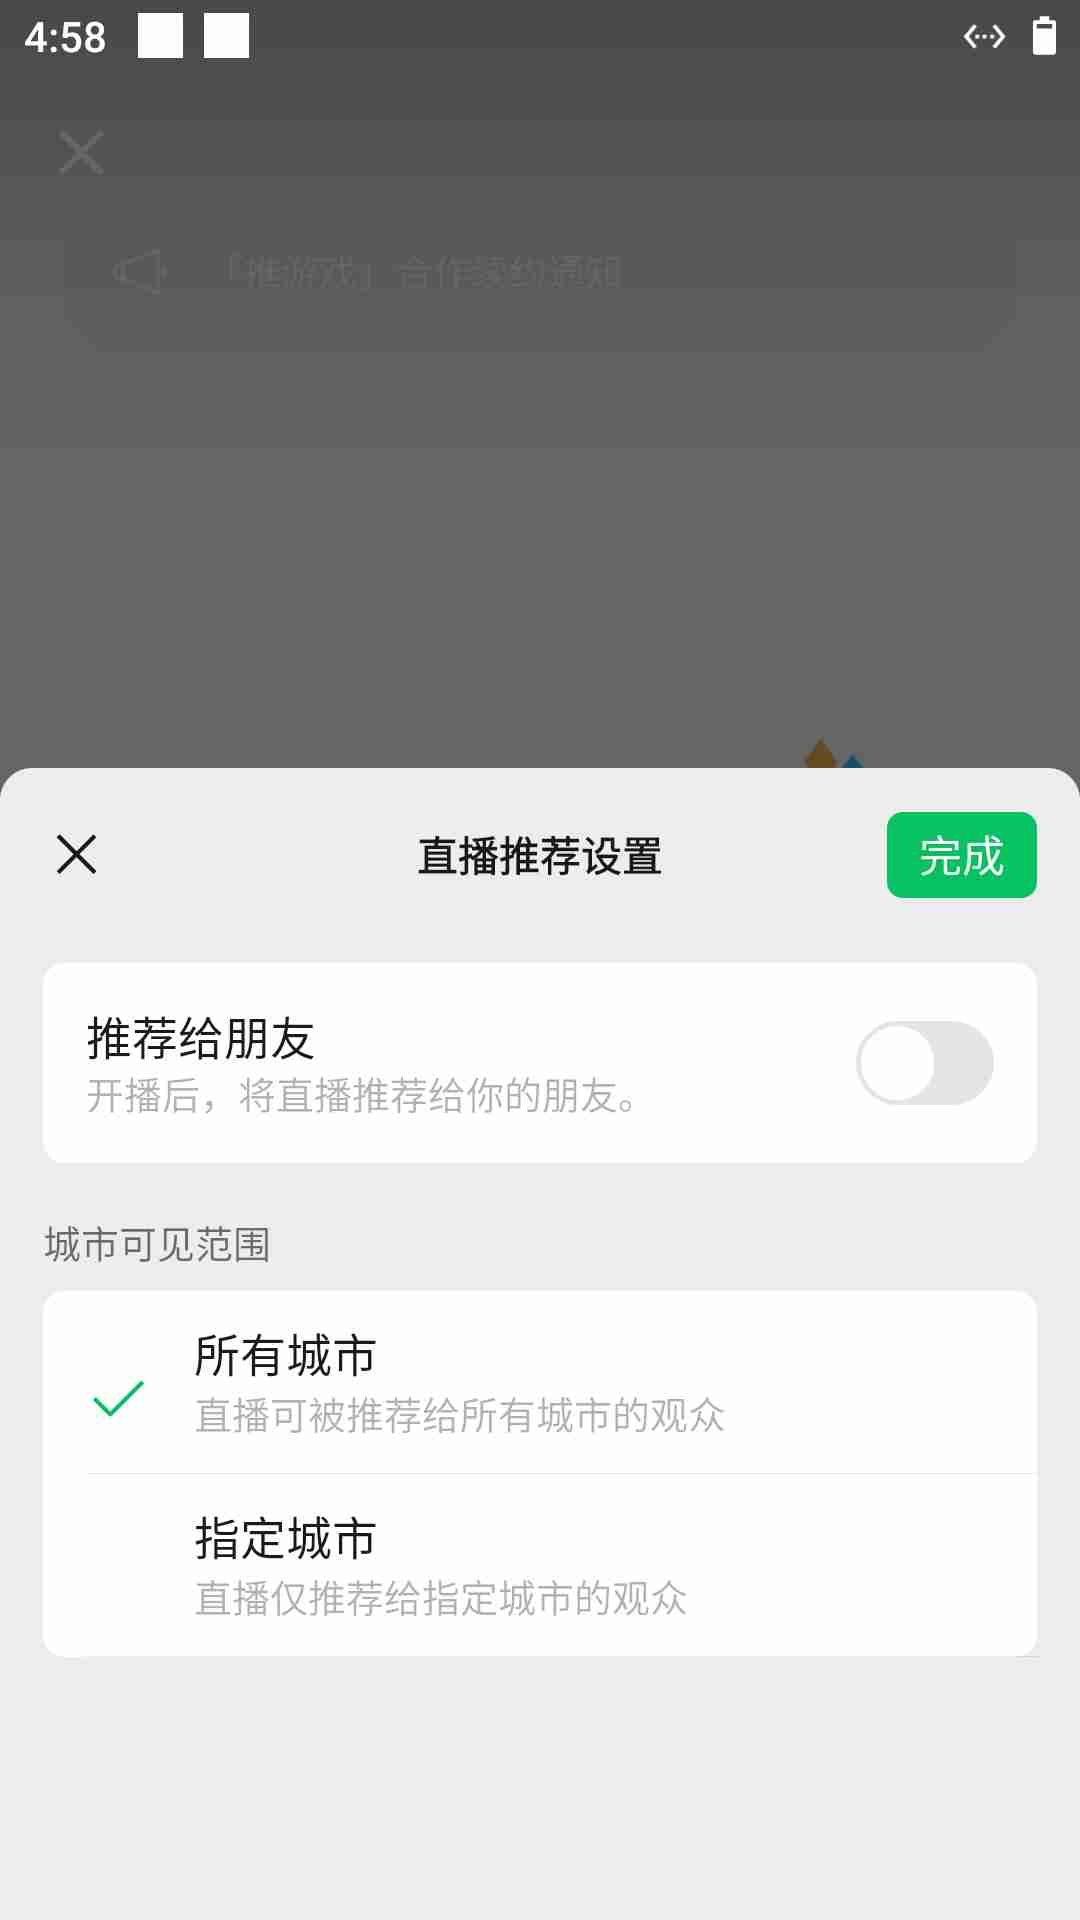 4:58
「推游戏」合作续约通知
直播推荐设置
完成
推荐给朋友
开播后，将直播推荐给你的朋友。
城市可见范围
所有城市
直播可被推荐给所有城市的观众
指定城市
直播仅推荐给指定城市的观众